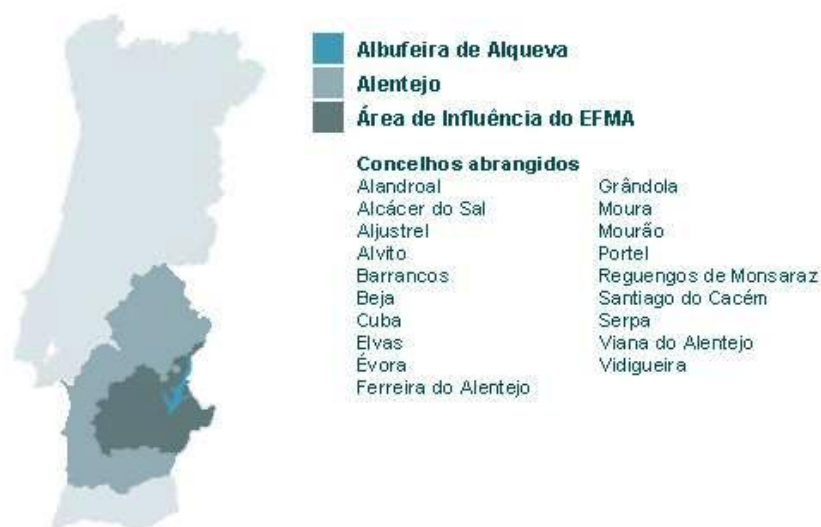 Albufeira de Alqueva
Alentejo
Área de Influência do EFMA
Concelhos abrangidos
Alandroal
Alcácer do Sal
Aljustrel
Alvito
Barrancos
Beja
Cuba
Elvas
Évora
Ferreira do Alentejo
Grândola
Moura
Mourão
Portel
Reguengos de Monsaraz
Santiago do Cacém
Serpa
Viana do Alentejo
Vidigueira